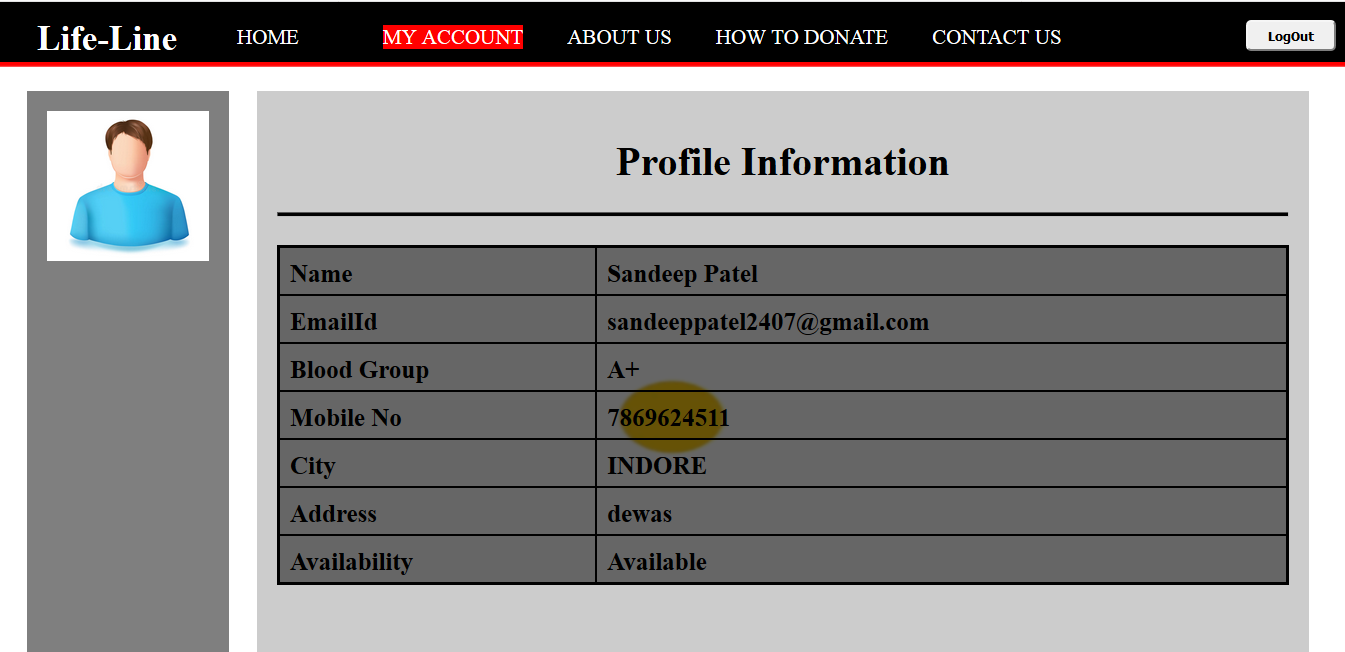 Life-Line HOME MY ACCOUNT ABOUT US HOW TO DONATE CONTACT US LogOut
Profile Information
Name Sandeep Patel
EmailId sandeeppatel2407@gmail.com
Blood Group A+
Mobile No 7869624511
City INDORE
Address dewas
Availability Available